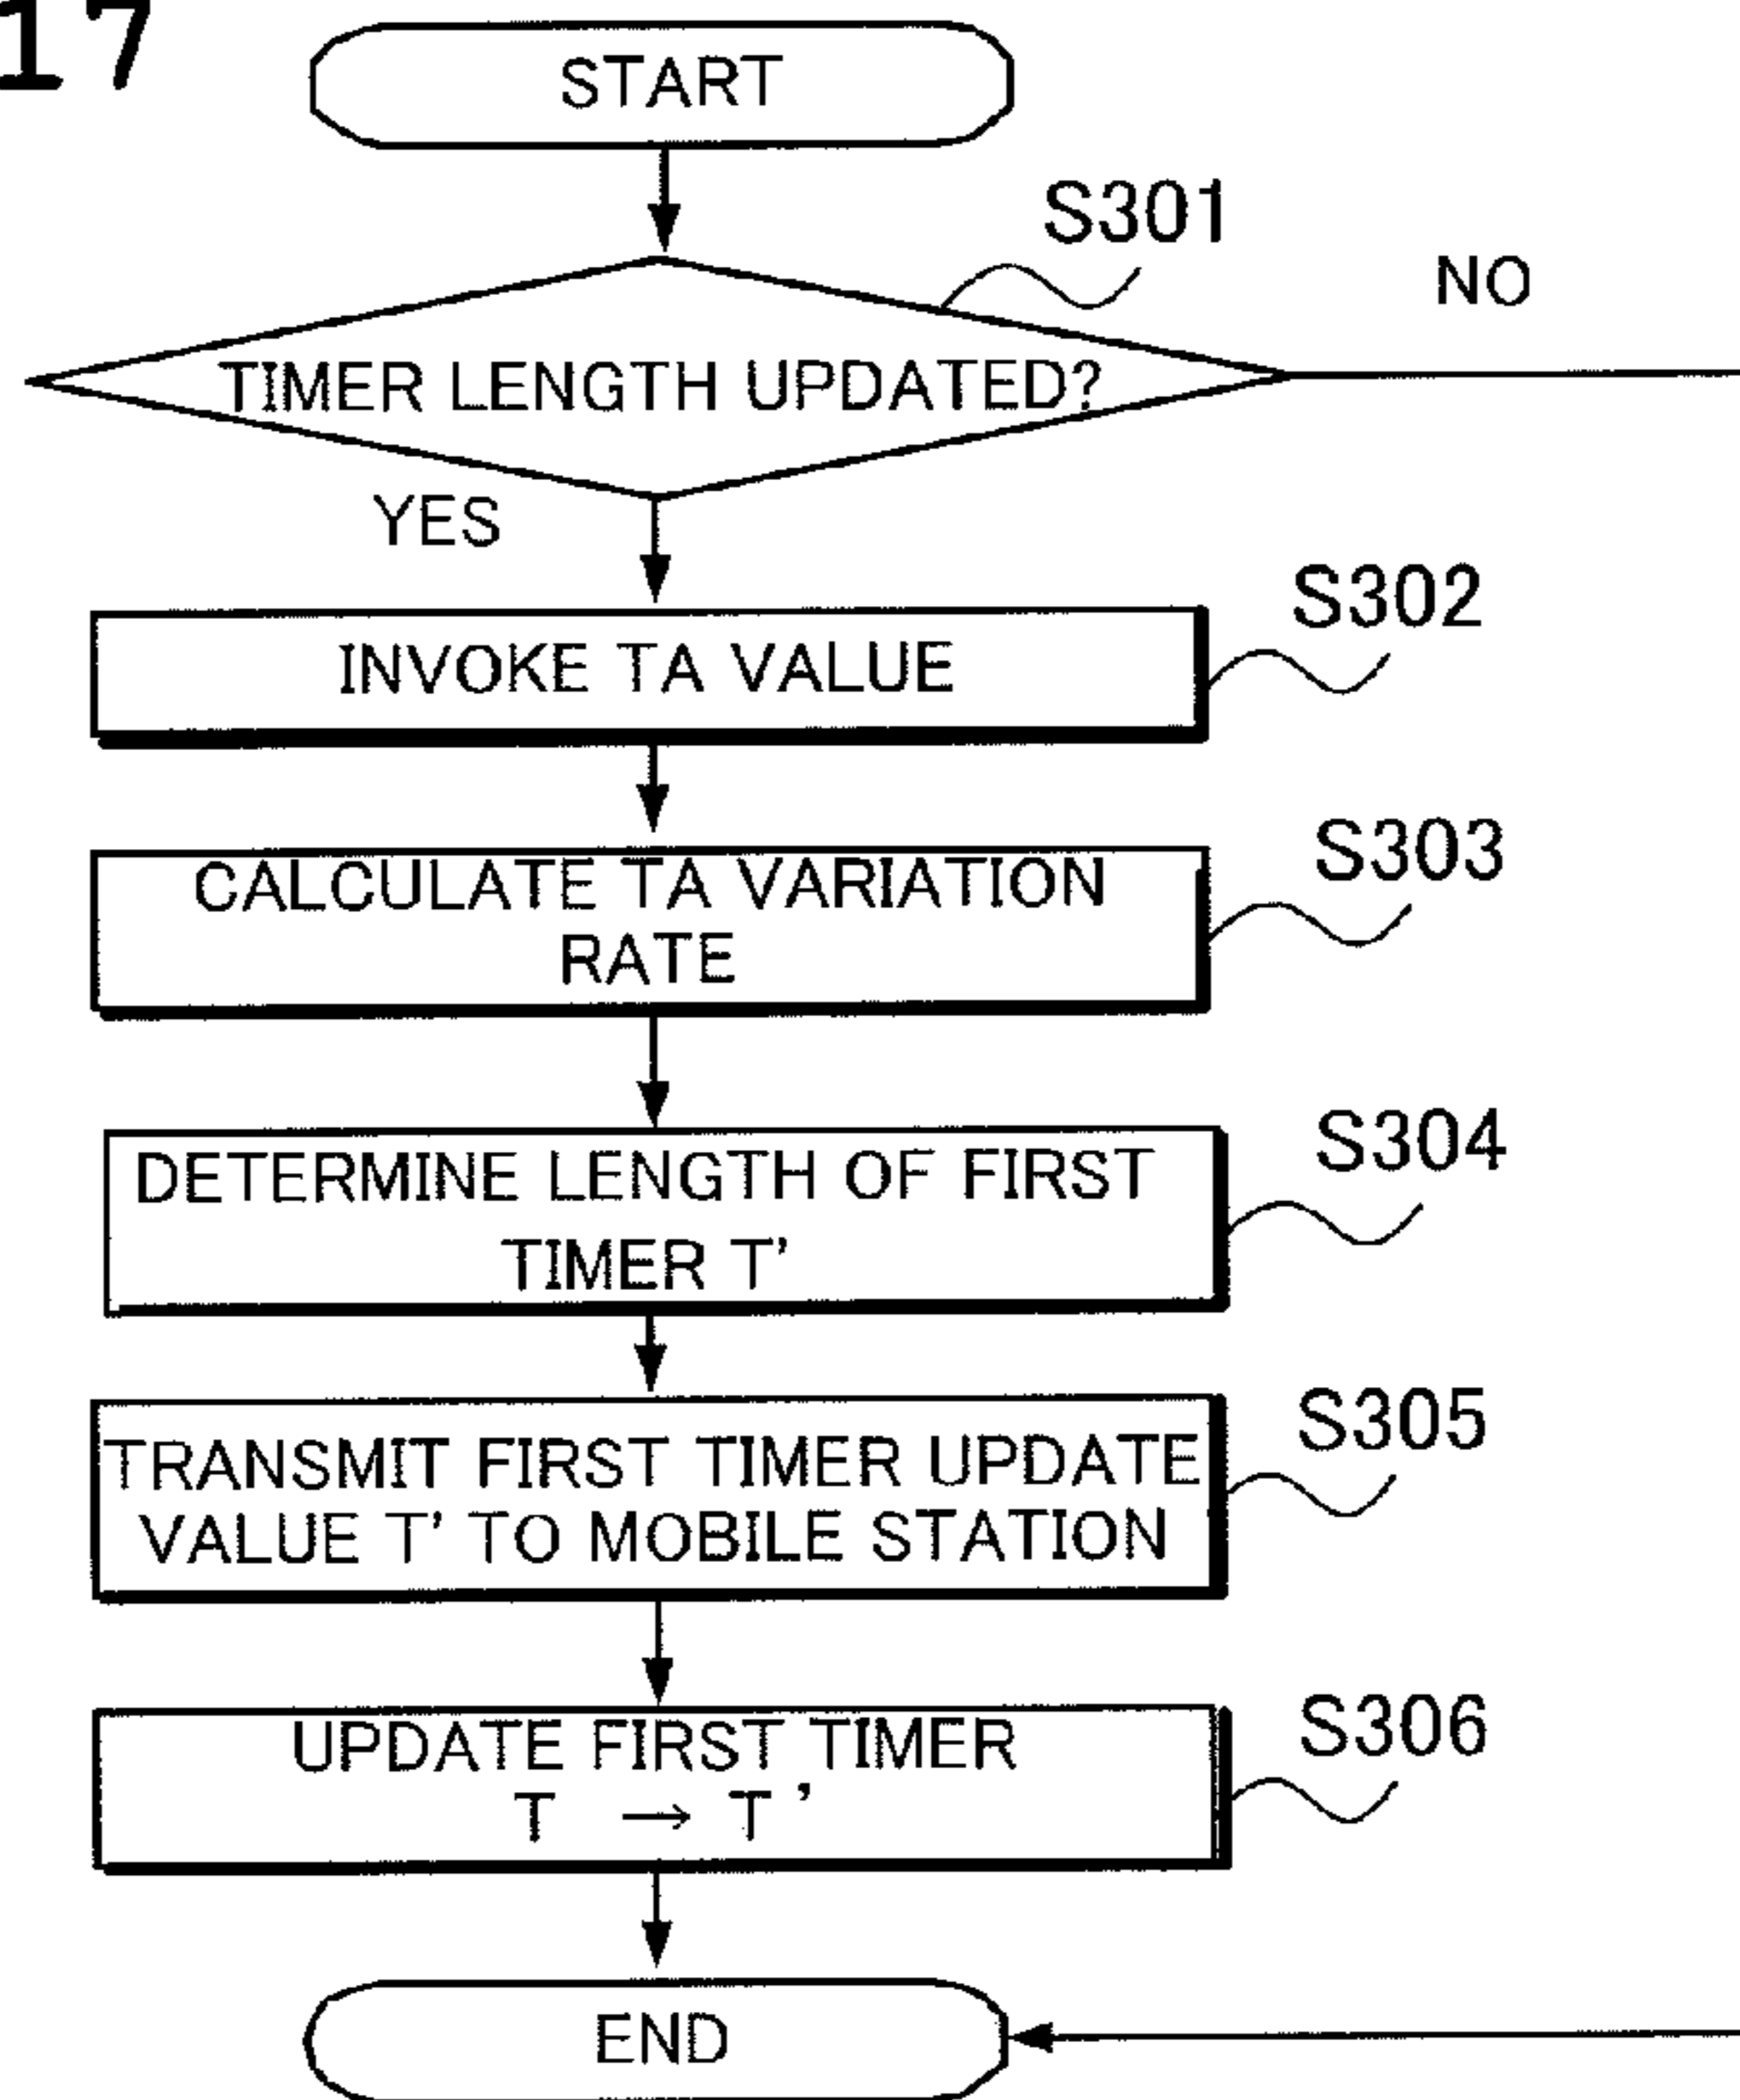 17
START
S301
NO
TIMER LENGTH UPDATED?
YES
S302
INVOKE TA VALUE
S303
CALCULATE TA VARIATION
RATE
S304
DETERMINE LENGTH OF FIRST
TIMER T'
S305
TRANSMIT FIRST TIMER UPDATE
VALUE T' TO MOBILE STATION
S306
UPDATE FIRST TIMER
T → T'
END